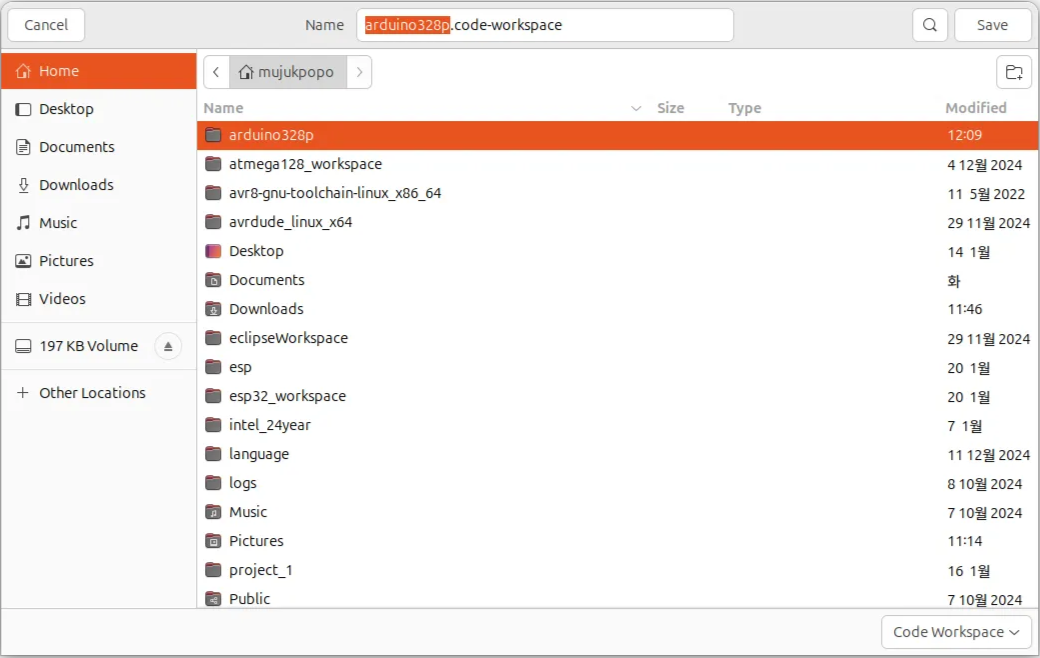 Cancel Name arduino328p.code-workspace Save
Home
Desktop
Documents
Downloads
Music
Pictures
Videos
197 KB Volume
Other Locations
mujukpopo
Name Size Type Modified
arduino328p 12:09
atmega128_workspace 4 12월 2024
avr8-gnu-toolchain-linux_x86_64 11 5월 2022
avrdude_linux_x64 29 11월 2024
Desktop 14 1월
Documents 화
Downloads 11:46
eclipseWorkspace 29 11월 2024
esp 20 1월
esp32_workspace 20 1월
intel_24year 7 1월
language 11 12월 2024
logs 8 10월 2024
Music 7 10월 2024
Pictures 11:14
project_1 16 1월
Public 7 10월 2024
Code Workspace